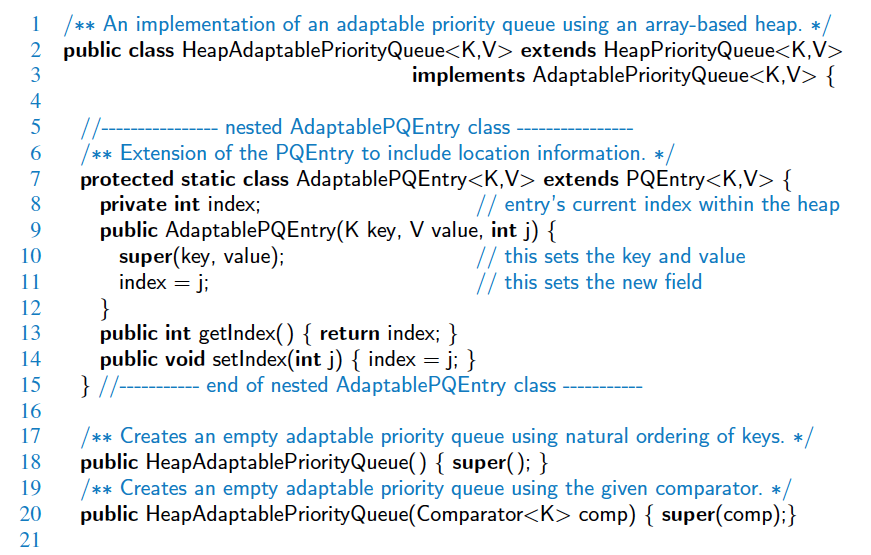 1 /** An implementation of an adaptable priority queue using an array-based heap. */
2 public class HeapAdaptablePriorityQueue<K,V> extends HeapPriorityQueue<K,V>
3 implements AdaptablePriorityQueue<K,V> {
4
5 //---------------- nested AdaptablePQEntry class ----------------
6 /** Extension of the PQEntry to include location information. */
7 protected static class AdaptablePQEntry<K,V> extends PQEntry<K,V> {
8 private int index; // entry's current index within the heap
9 public AdaptablePQEntry(K key, V value, int j) {
10 super(key, value); // this sets the key and value
11 index = j; // this sets the new field
12 }
13 public int getIndex() { return index; }
14 public void setIndex(int j) { index = j; }
15 } //----------- end of nested AdaptablePQEntry class -----------
16
17 /** Creates an empty adaptable priority queue using natural ordering of keys. */
18 public HeapAdaptablePriorityQueue() { super(); }
19 /** Creates an empty adaptable priority queue using the given comparator. */
20 public HeapAdaptablePriorityQueue(Comparator<K> comp) { super(comp);}
21